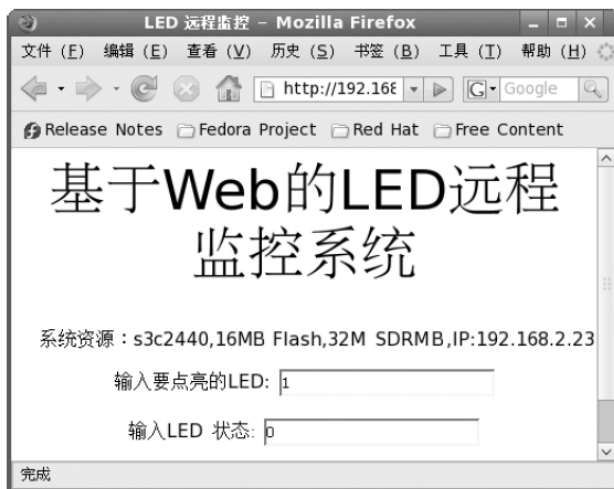 LED 远程监控 – Mozilla Firefox
文件 (F) 编辑 (E) 查看 (V) 历史 (S) 书签 (B) 工具 (T) 帮助 (H)
http://192.168 G Google
Release Notes Fedora Project Red Hat Free Content
基于Web的LED远程
监控系统
系统资源：s3c2440,16MB Flash,32M SDRMB,IP:192.168.2.23
输入要点亮的LED: 1
输入LED 状态: 0
完成